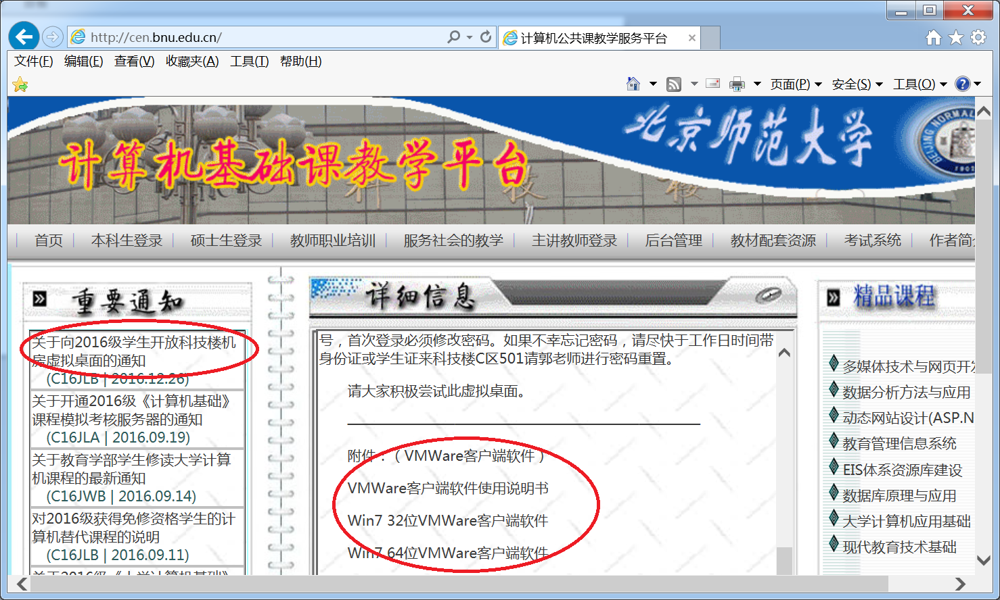 http://cen.bnu.edu.cn/
计算机公共课教学服务平台
文件(F) 编辑(E) 查看(V) 收藏夹(A) 工具(T) 帮助(H)
页面(P) 安全(S) 工具(O)
计算机基础课教学平台
北京师范大学
BEIJING NORMAL
1902
首页 本科生登录 硕士生登录 教师职业培训 服务社会的教学 主讲教师登录 后台管理 教材配套资源 考试系统 作者简
重要通知
关于向2016级学生开放科技楼机
房虚拟桌面的通知
(C16JLB | 2016.12.26)
关于开通2016级《计算机基础》
课程模拟考核服务器的通知
(C16JLA | 2016.09.19)
关于教育学部学生修读大学计算
机课程的最新通知
(C16JWB | 2016.09.14)
对2016级获得免修资格学生的计
算机替代课程的说明
(C16JLB | 2016.09.11)
关于2016级《大学计算机基础》
详细信息
号，首次登录必须修改密码。如果不幸忘记密码，请尽快于工作日时间带
身份证或学生证来科技楼C区501请郭老师进行密码重置。
请大家积极尝试此虚拟桌面。
附件：（VMWare客户端软件）
VMWare客户端软件使用说明书
Win7 32位VMWare客户端软件
Win7 64位VMWare客户端软件
精品课程
多媒体技术与网页开发
数据分析方法与应用
动态网站设计(ASP.N
教育管理信息系统
EIS体系资源库建设
数据库原理与应用
大学计算机应用基础
现代教育技术基础